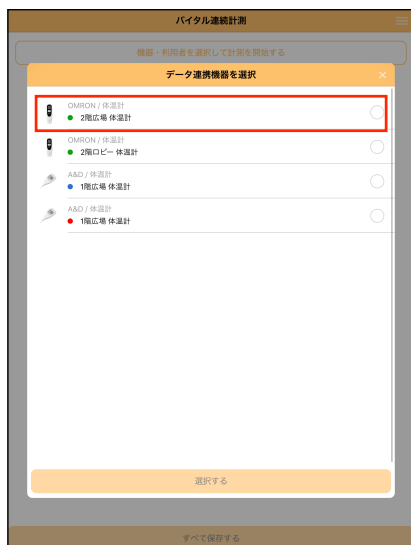 バイタル連続計測
機器・利用者を選択して計測を開始する
データ連携機器を選択
OMRON / 体温計
2階広場 体温計
OMRON / 体温計
2階ロビー 体温計
A&D / 体温計
1階広場 体温計
A&D / 体温計
1階広場 体温計
選択する
すべて保存する